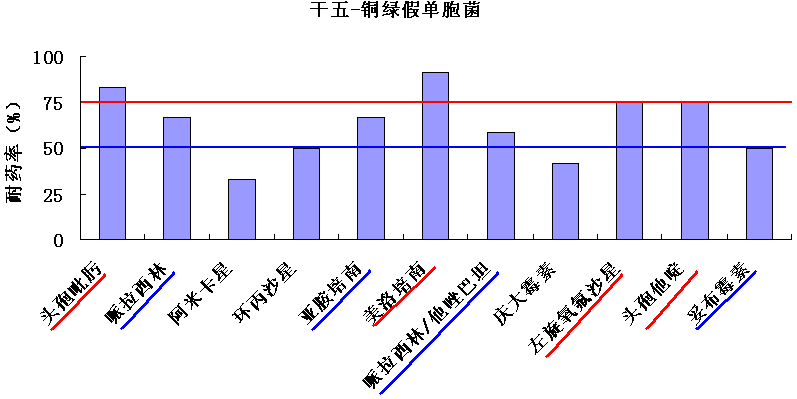 干五-铜绿假单胞菌
耐药率（%）
100
75
50
25
0
头孢吡肟
哌拉西林
阿米卡星
环丙沙星
亚胺培南
美洛培南
哌拉西林/他唑巴坦
庆大霉素
左旋氧氟沙星
头孢他啶
妥布霉素